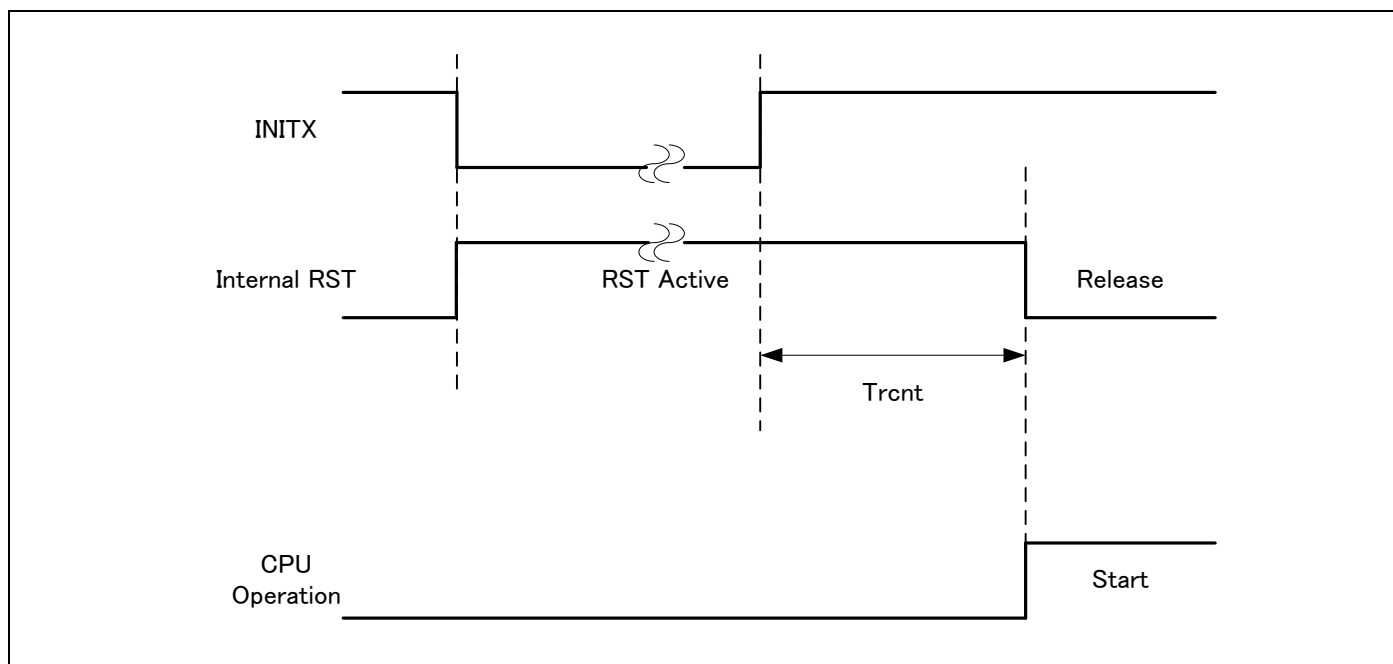 INITX
Internal RST
RST Active
Release
Trcnt
CPU
Operation
Start